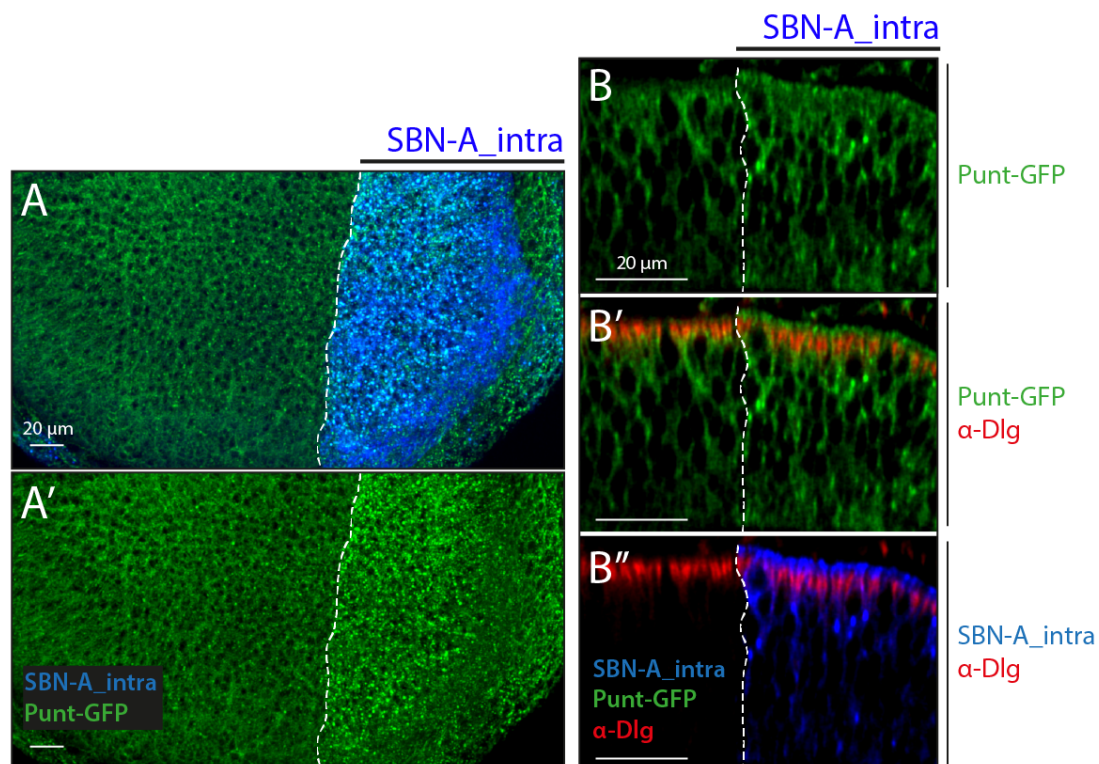 SBN-A_intra
A
20 µm
A'
SBN-A_intra
Punt-GFP
SBN-A_intra
B
20 µm
Punt-GFP
B'
Punt-GFP
α-Dlg
B"
SBN-A_intra
Punt-GFP
α-Dlg
SBN-A_intra
α-Dlg